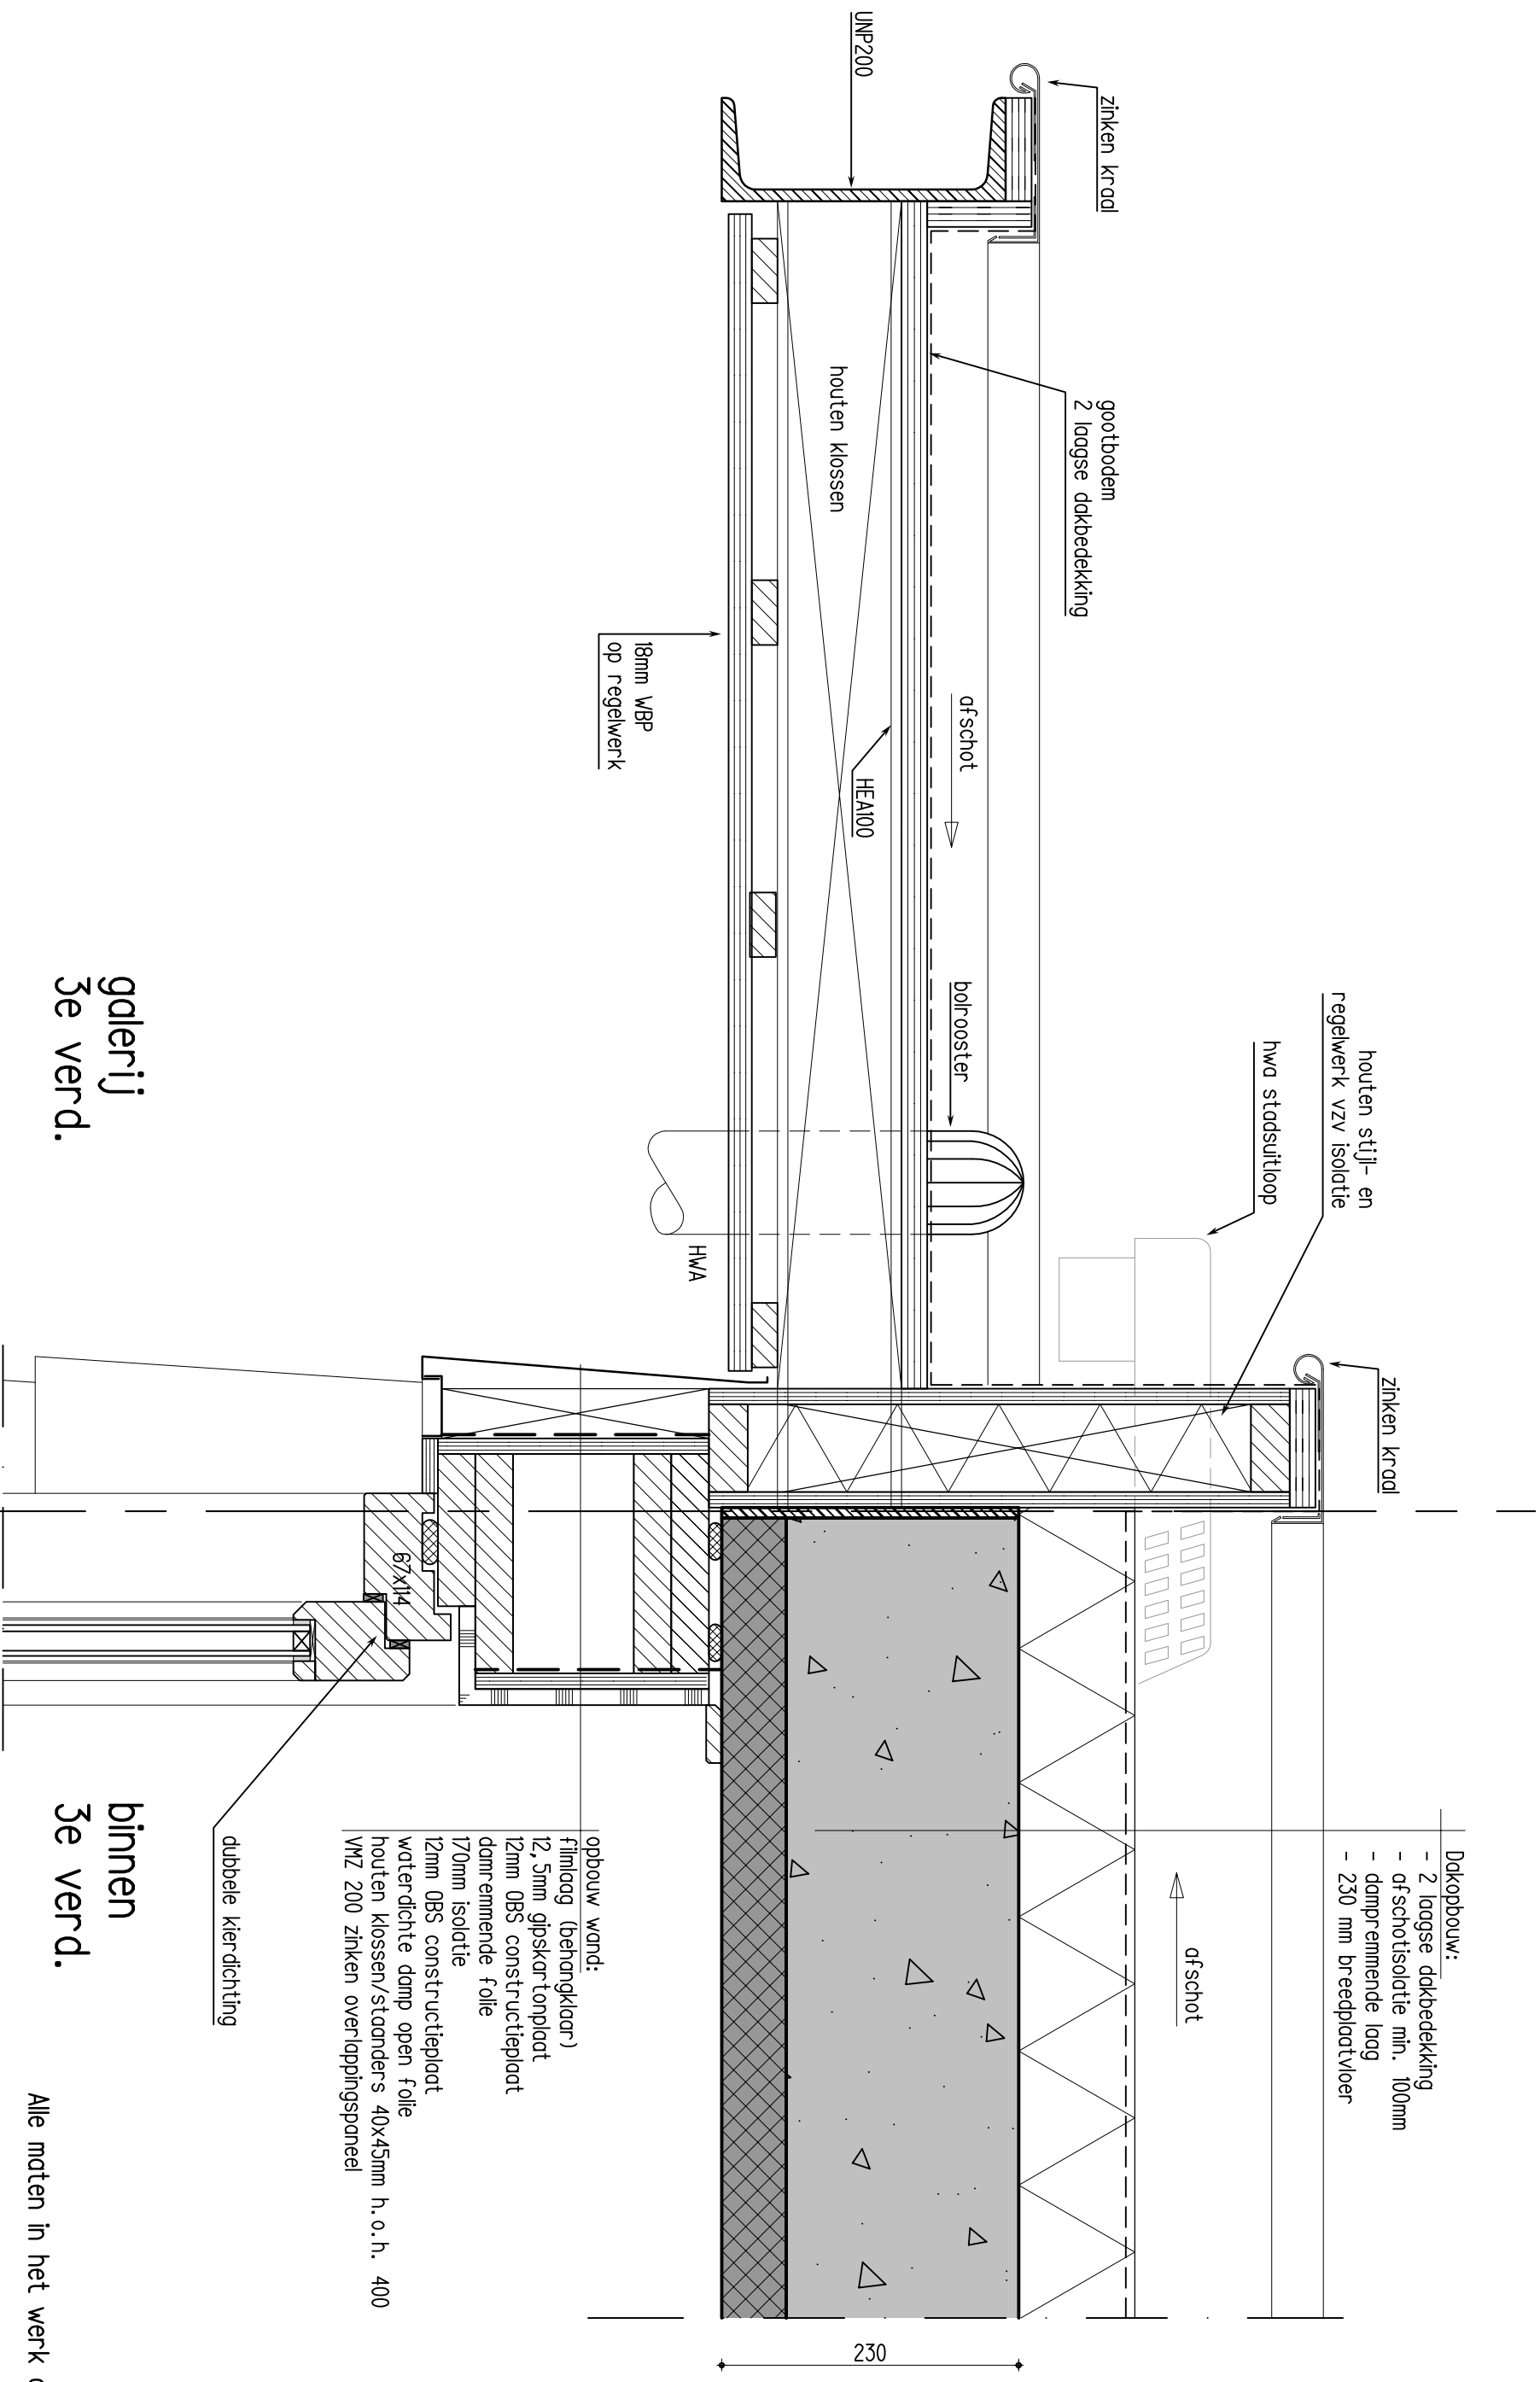 zinken kraal
UNP200
gootbodem
2 laagse dakbedekking
houten klossen
afschot
HEA100
18mm WBP
op regelwerk
bolrooster
HWA
houten stijl- en
regelwerk vzv isolatie
hwa stadsuitloop
zinken kraal
galerij
3e verd.
67x114
Dakopbouw:
- 2 laagse dakbedekking
- afschotisolatie min. 100mm
- dampremmende laag
- 230 mm breedplaatvloer
afschot
opbouw wand:
filmlaag (behangklaar)
12,5mm gipskartonplaat
12mm OBS constructieplaat
damremmende folie
170mm isolatie
12mm OBS constructieplaat
waterdichte damp open folie
houten klossen/staanders 40x45mm h.o.h. 400
VMZ 200 zinken overlappingspaneel
dubbele kierdichting
binnen
3e verd.
230
Alle maten in het werk